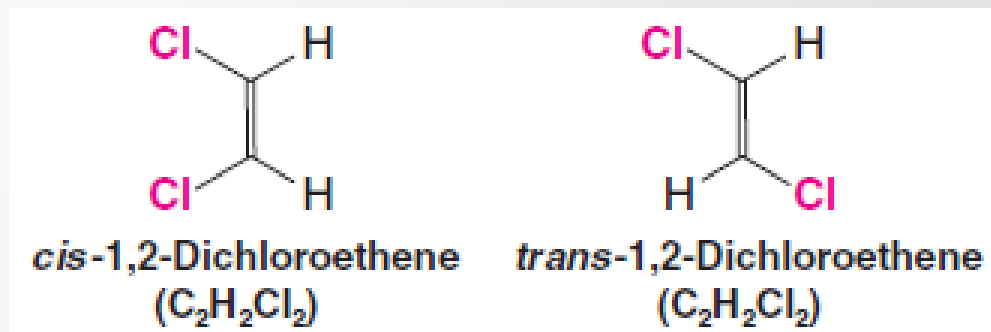 Cl H Cl H
Cl H H Cl
cis-1,2-Dichloroethene trans-1,2-Dichloroethene
(C₂H₂Cl₂) (C₂H₂Cl₂)